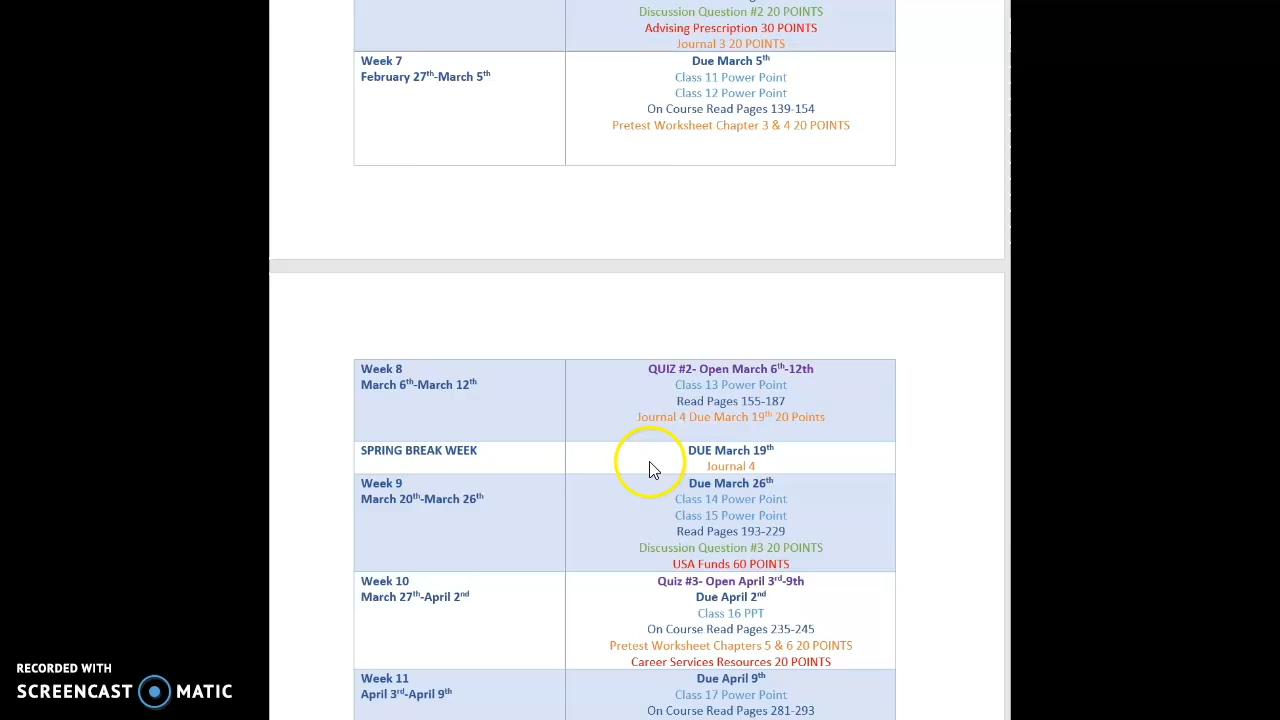 Discussion Question #2 20 POINTS
Advising Prescription 30 POINTS
Journal 3 20 POINTS
Week 7
February 27th-March 5th
Due March 5th
Class 11 Power Point
Class 12 Power Point
On Course Read Pages 139-154
Pretest Worksheet Chapter 3 & 4 20 POINTS
Week 8
March 6th-March 12th
QUIZ #2- Open March 6th-12th
Class 13 Power Point
Read Pages 155-187
Journal 4 Due March 19th 20 Points
SPRING BREAK WEEK
DUE March 19th
Journal 4
Week 9
March 20th-March 26th
Due March 26th
Class 14 Power Point
Class 15 Power Point
Read Pages 193-229
Discussion Question #3 20 POINTS
USA Funds 60 POINTS
Week 10
March 27th-April 2nd
Quiz #3- Open April 3rd-9th
Due April 2nd
Class 16 PPT
On Course Read Pages 235-245
Pretest Worksheet Chapters 5 & 6 20 POINTS
Career Services Resources 20 POINTS
Week 11
April 3rd-April 9th
Due April 9th
Class 17 Power Point
On Course Read Pages 281-293
RECORDED WITH
SCREENCAST MATIC